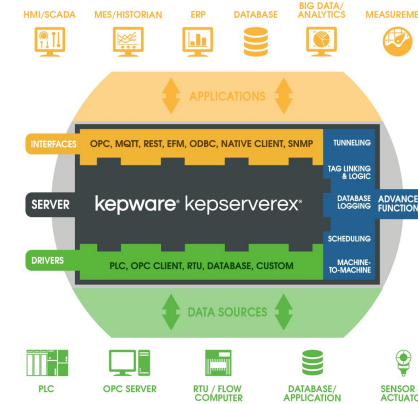 HMI/SCADA
MES/HISTORIAN
ERP
DATABASE
BIG DATA/
ANALYTICS
MEASUREME
APPLICATIONS
INTERFACES
OPC, MQTT, REST, EFM, ODBC, NATIVE CLIENT, SNMP
TUNNELING
TAG LINKING
& LOGIC
SERVER
kepware® kepserverex®
DATABASE
LOGGING
ADVANCE
FUNCTION
SCHEDULING
DRIVERS
PLC, OPC CLIENT, RTU, DATABASE, CUSTOM
MACHINE-
TO-MACHINE
DATA SOURCES
PLC
OPC SERVER
RTU / FLOW
COMPUTER
DATABASE/
APPLICATION
SENSOR
ACTUATO